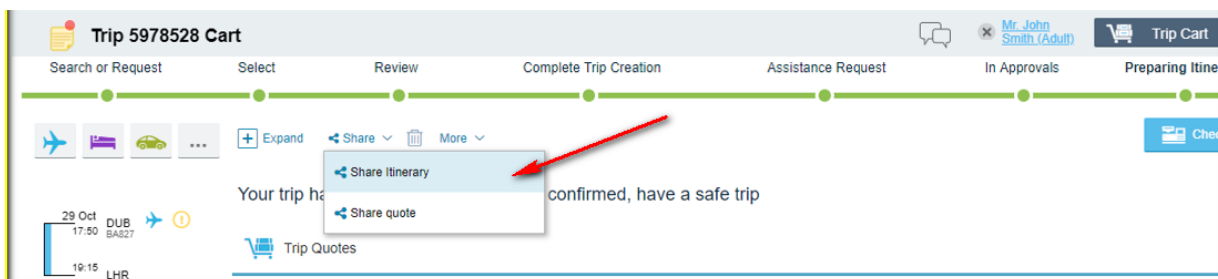 Trip 5978528 Cart
Mr. John
Smith (Adult)
Trip Cart
Search or Request
Select
Review
Complete Trip Creation
Assistance Request
In Approvals
Preparing Itine
Expand
Share
More
Chec
Share Itinerary
Your trip ha
confirmed, have a safe trip
Share quote
29 Oct
17:50
DUB
BA827
Trip Quotes
19:15
LHR